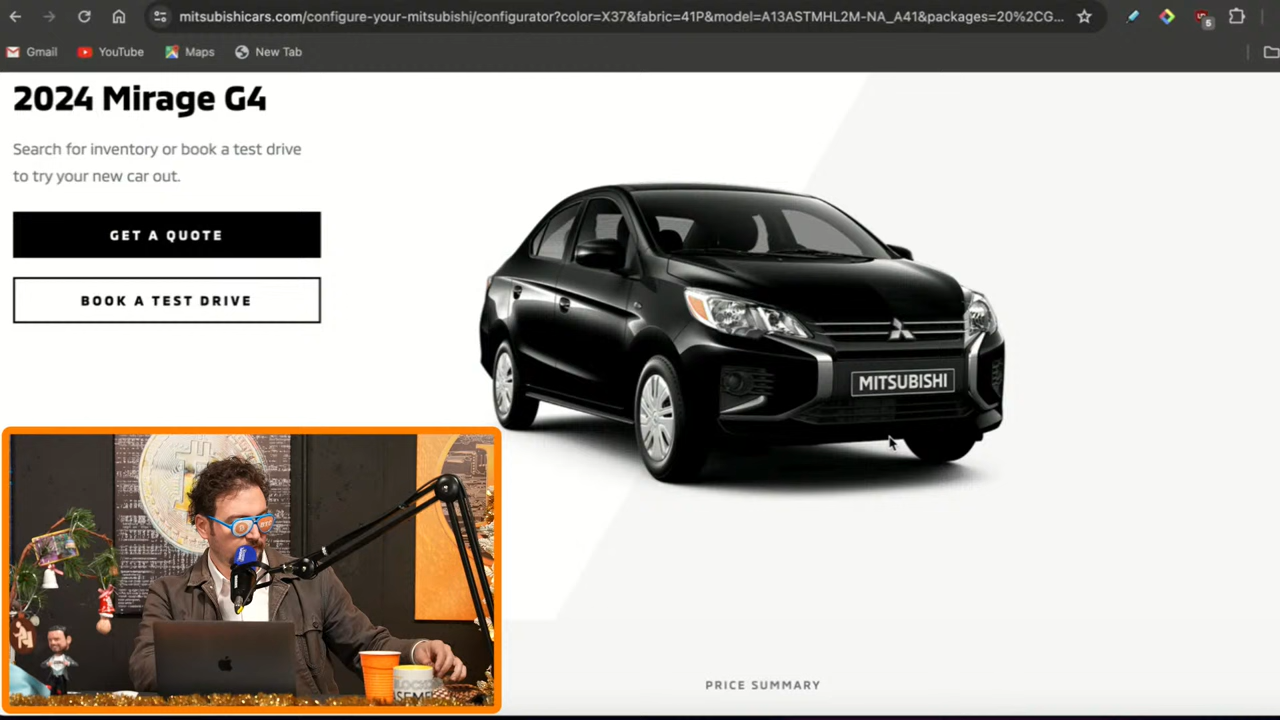 mitsubishicars.com/configure-your-mitsubishi/configurator?color=X37&fabric=41P&model=A13ASTMHL2M-NA_A41&packages=20%2CG...
5
Gmail
YouTube
Maps
New Tab
2024 Mirage G4
Search for inventory or book a test drive
to try your new car out.
GET A QUOTE
BOOK A TEST DRIVE
MITSUBISHI
PRICE SUMMARY